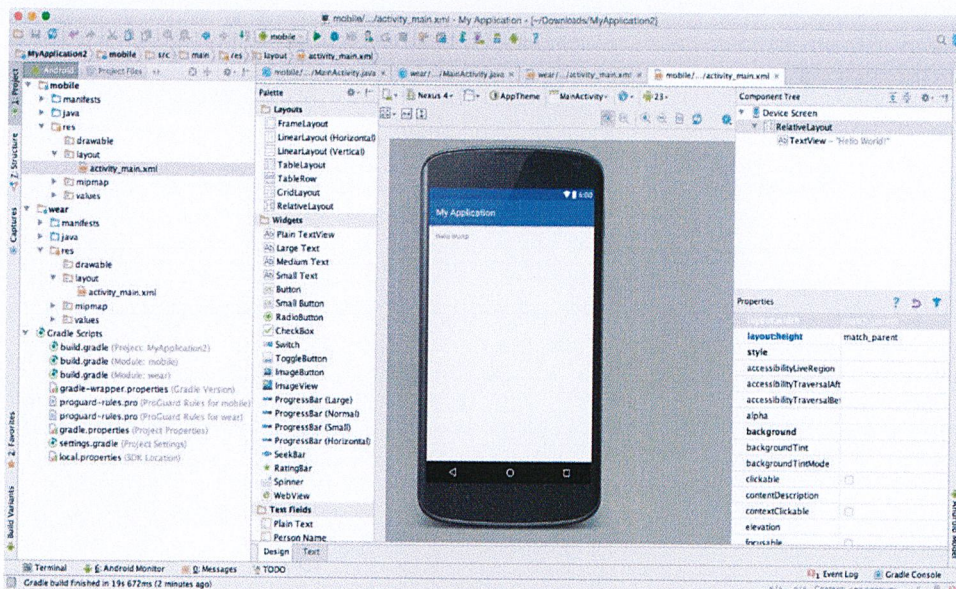 mobile/.../activity_main.xml - My Application - [~/Downloads/MyApplication2]
mobile
MyApplication2 mobile src main res layout activity_main.xml
Android Project Files
mobile/.../MainActivity.java wear/.../MainActivity.java wear/.../activity_main.xml mobile/.../activity_main.xml
1: Project
7: Structure
Captures
2: Favorites
Build Variants
mobile
manifests
java
res
drawable
layout
activity_main.xml
mipmap
values
wear
manifests
java
res
drawable
layout
activity_main.xml
mipmap
values
Gradle Scripts
build.gradle (Project: MyApplication2)
build.gradle (Module: mobile)
build.gradle (Module: wear)
gradle-wrapper.properties (Gradle Version)
proguard-rules.pro (ProGuard Rules for mobile)
proguard-rules.pro (ProGuard Rules for wear)
gradle.properties (Project Properties)
settings.gradle (Project Settings)
local.properties (SDK Location)
Palette
Layouts
FrameLayout
LinearLayout (Horizontal)
LinearLayout (Vertical)
TableLayout
TableRow
GridLayout
RelativeLayout
Widgets
Plain TextView
Large Text
Medium Text
Small Text
Button
Small Button
RadioButton
CheckBox
Switch
ToggleButton
ImageButton
ImageView
ProgressBar (Large)
ProgressBar (Normal)
ProgressBar (Small)
ProgressBar (Horizontal)
SeekBar
RatingBar
Spinner
WebView
Text Fields
Plain Text
Person Name
Design Text
Nexus 4 AppTheme MainActivity 23
6:00
My Application
Hello World!
Component Tree
Device Screen
RelativeLayout
TextView - "Hello World!"
Properties
layout:height match_parent
style
accessibilityLiveRegion
accessibilityTraversalAft
accessibilityTraversalBe
alpha
background
backgroundTint
backgroundTintMode
clickable
contentDescription
contextClickable
elevation
focusable
Android Model
Terminal 6: Android Monitor 0: Messages TODO
1 Event Log Gradle Console
Gradle build finished in 19s 672ms (2 minutes ago)